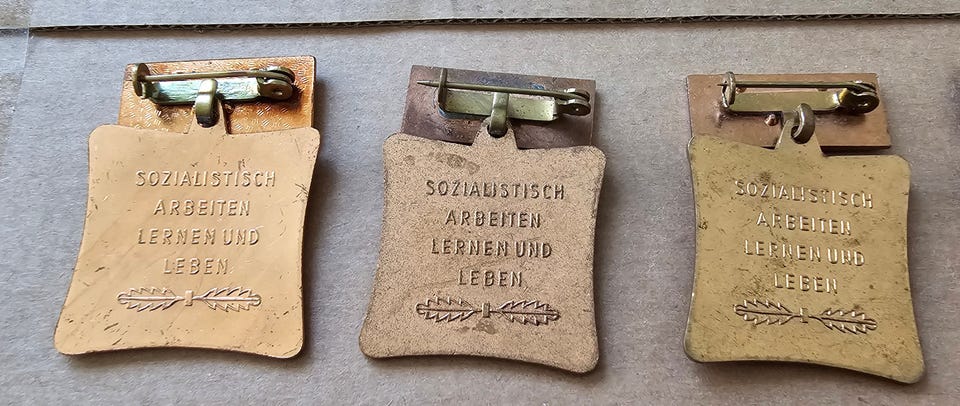 SOZIALISTISCH
ARBEITEN
LERNEN UND
LEBEN
SOZIALISTISCH
ARBEITEN
LERNEN UND
LEBEN
SOZIALISTISCH
ARBEITEN
LERNEN UND
LEBEN